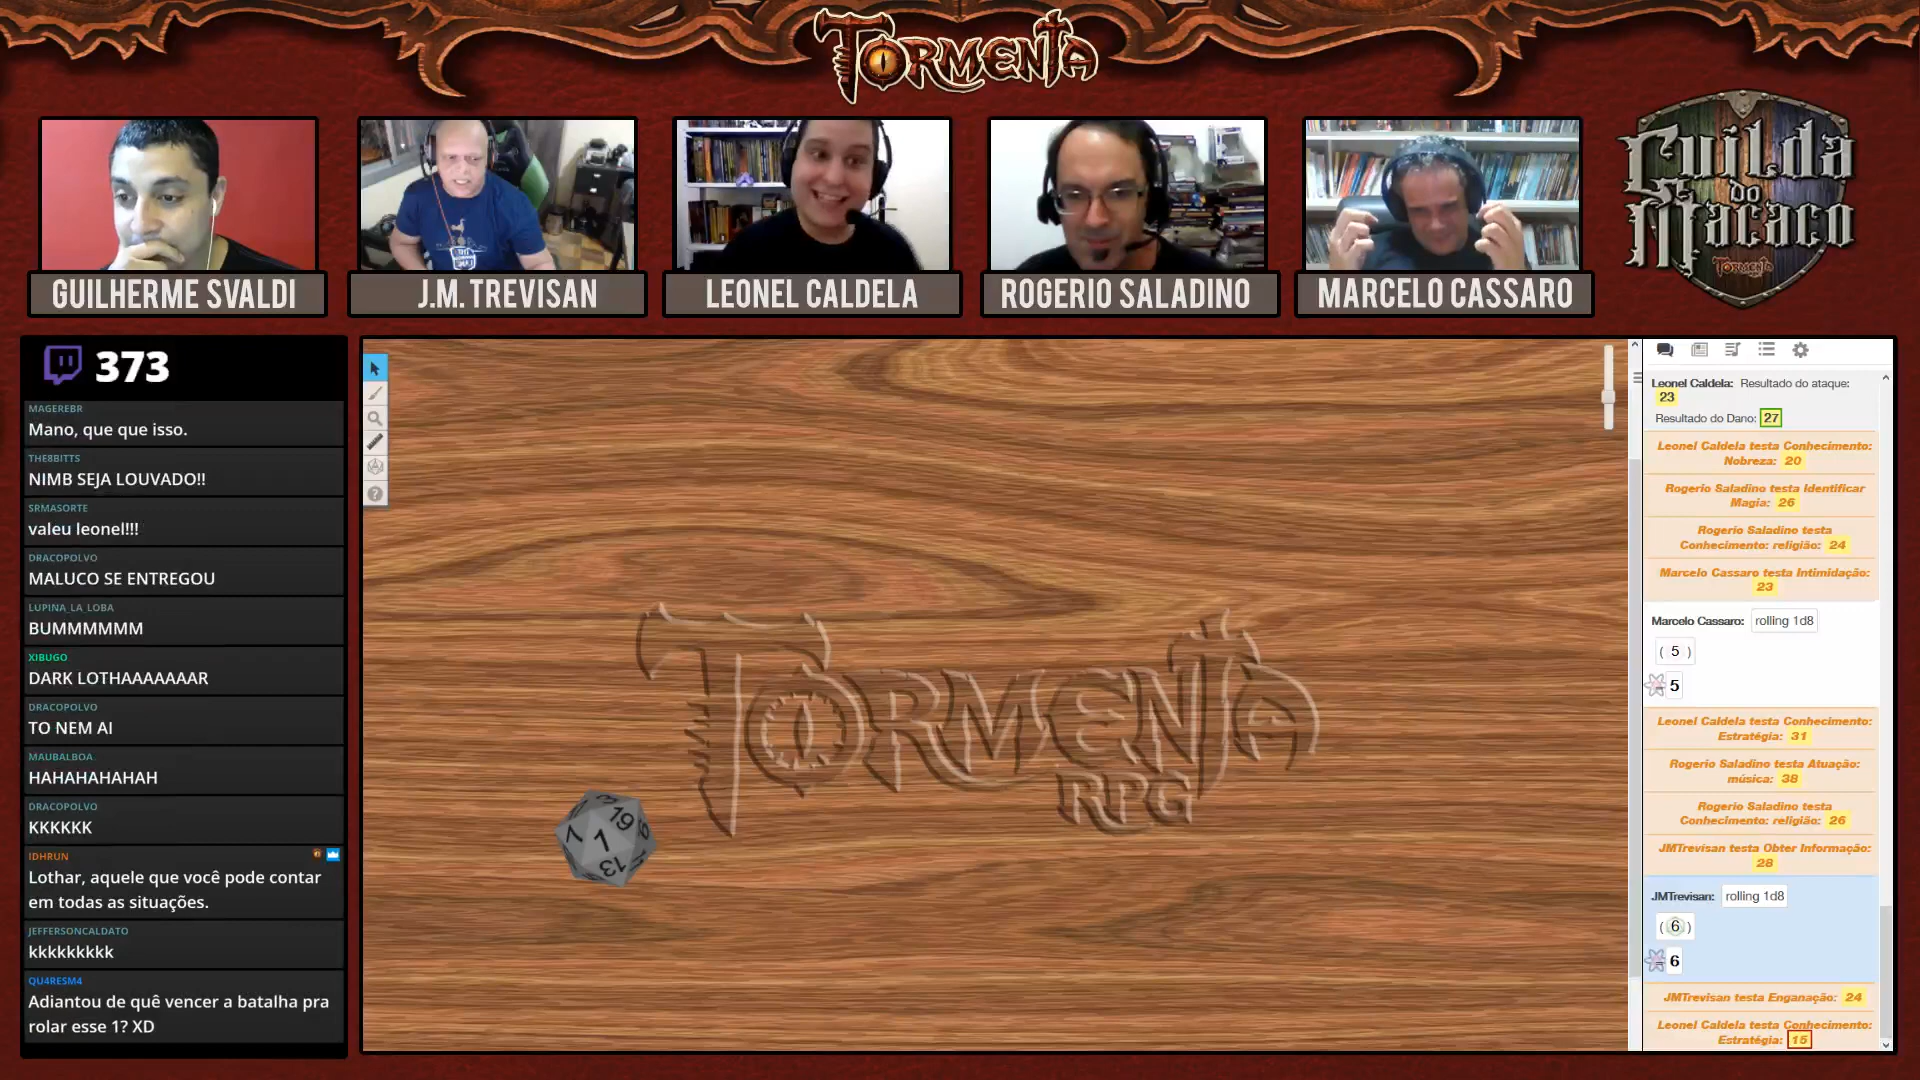 TORMENTA
Guilda
do
Macaco
TORMENTA
GUILHERME SVALDI
J.M. TREVISAN
LEONEL CALDELA
ROGERIO SALADINO
MARCELO CASSARO
373
MAGEREBR
Mano, que que isso.
THE8BITTS
NIMB SEJA LOUVADO!!
SRMASORTE
valeu leonel!!!
DRACOPOLVO
MALUCO SE ENTREGOU
LUPINA_LA_LOBA
BUMMMMMM
XIBUGO
DARK LOTHAAAAAAAR
DRACOPOLVO
TO NEM AI
MAUBALBOA
HAHAHAHAHAH
DRACOPOLVO
KKKKKK
IDHRUN
Lothar, aquele que você pode contar
em todas as situações.
JEFFERSONCALDATO
kkkkkkkkk
QU4RESM4
Adiantou de quê vencer a batalha pra
rolar esse 1? XD
TORMENTA
RPG
7
1
19
13
Leonel Caldela: Resultado do ataque:
23
Resultado do Dano: 27
Leonel Caldela testa Conhecimento:
Nobreza: 20
Rogerio Saladino testa Identificar
Magia: 26
Rogerio Saladino testa
Conhecimento: religião: 24
Marcelo Cassaro testa Intimidação:
23
Marcelo Cassaro: rolling 1d8
( 5 )
= 5
Leonel Caldela testa Conhecimento:
Estratégia: 31
Rogerio Saladino testa Atuação:
música: 38
Rogerio Saladino testa
Conhecimento: religião: 26
JMTrevisan testa Obter Informação:
28
JMTrevisan: rolling 1d8
( 6 )
= 6
JMTrevisan testa Enganação: 24
Leonel Caldela testa Conhecimento:
Estratégia: 15